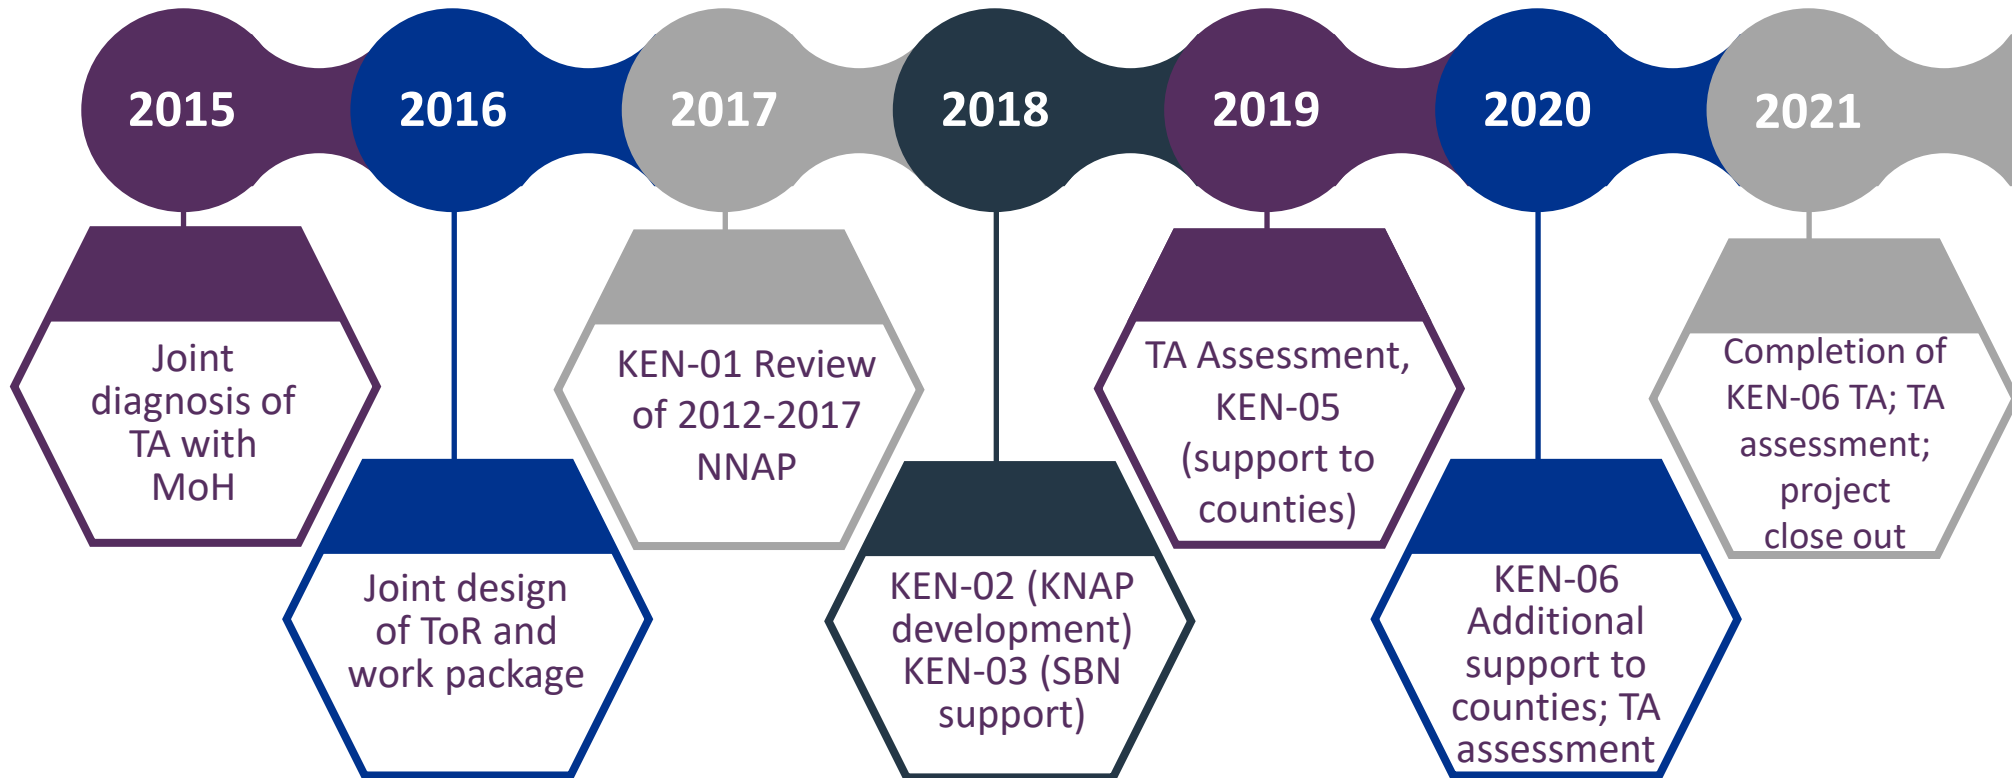 2015
2016
2017
2018
2019
2020
2021
Joint
diagnosis of
TA with
MoH
Joint design
of ToR and
work package
KEN-01 Review
of 2012-2017
NNAP
KEN-02 (KNAP
development)
KEN-03 (SBN
support)
TA Assessment,
KEN-05
(support to
counties)
KEN-06
Additional
support to
counties; TA
assessment
Completion of
KEN-06 TA; TA
assessment;
project
close out